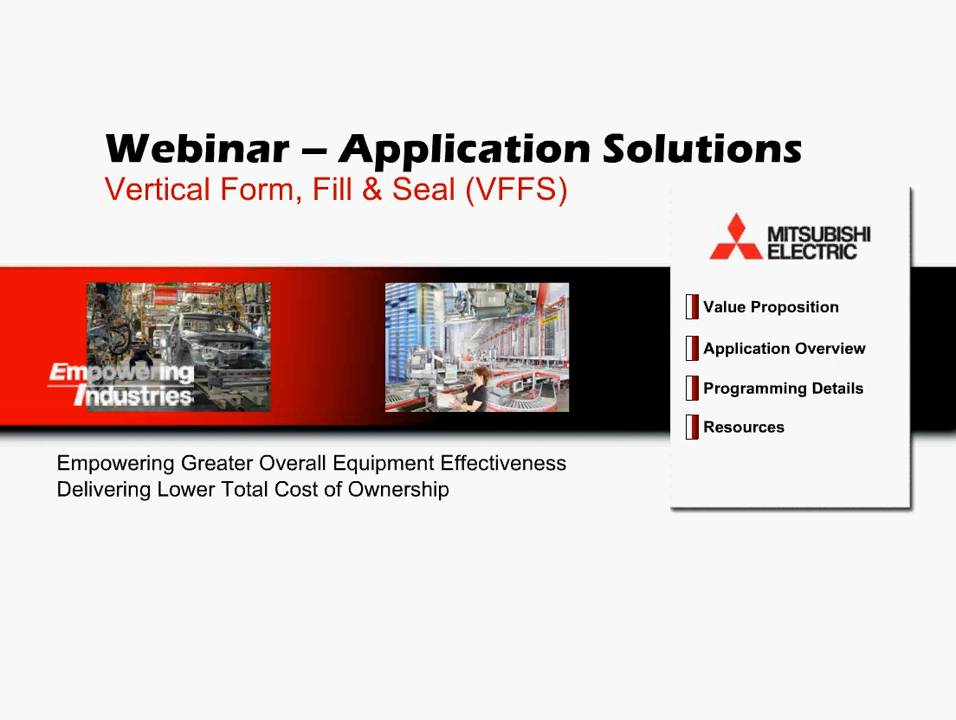 Webinar – Application Solutions
Vertical Form, Fill & Seal (VFFS)
MITSUBISHI
ELECTRIC
Value Proposition
Application Overview
Programming Details
Resources
Empowering
Industries
Empowering Greater Overall Equipment Effectiveness
Delivering Lower Total Cost of Ownership